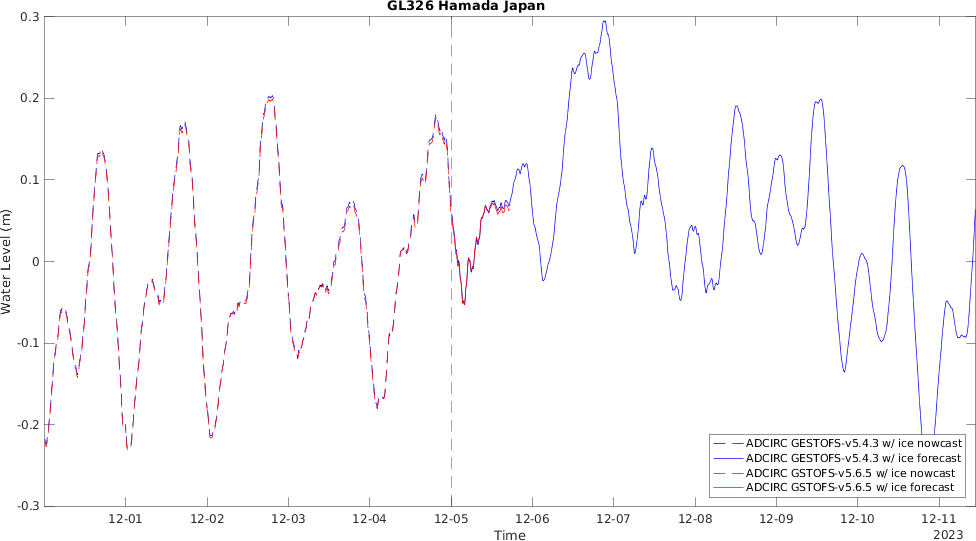 GL326 Hamada Japan
0.3
0.2
0.1
0
-0.1
-0.2
-0.3
Water Level (m)
12-01 12-02 12-03 12-04 12-05 12-06 12-07 12-08 12-09 12-10 12-11
Time
2023
ADCIRC GESTOFS-v5.4.3 w/ ice nowcast
ADCIRC GESTOFS-v5.4.3 w/ ice forecast
ADCIRC GSTOFS-v5.6.5 w/ ice nowcast
ADCIRC GSTOFS-v5.6.5 w/ ice forecast